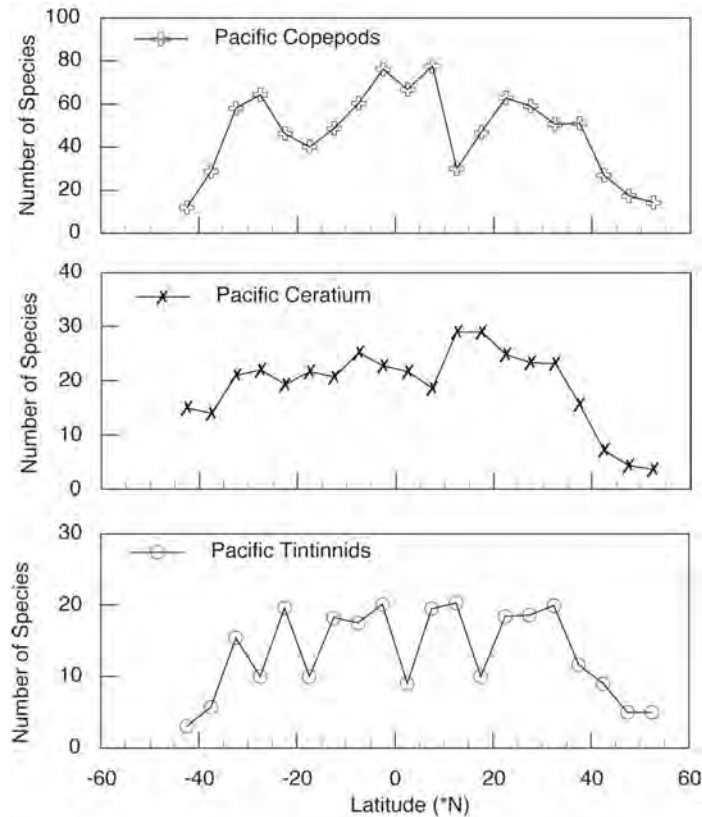 100
Pacific Copepods
80
60
40
20
0
Number of Species
40
Pacific Ceratium
30
20
10
0
Number of Species
30
Pacific Tintinnids
20
10
0
Number of Species
-60 -40 -20 0 20 40 60
Latitude (*N)